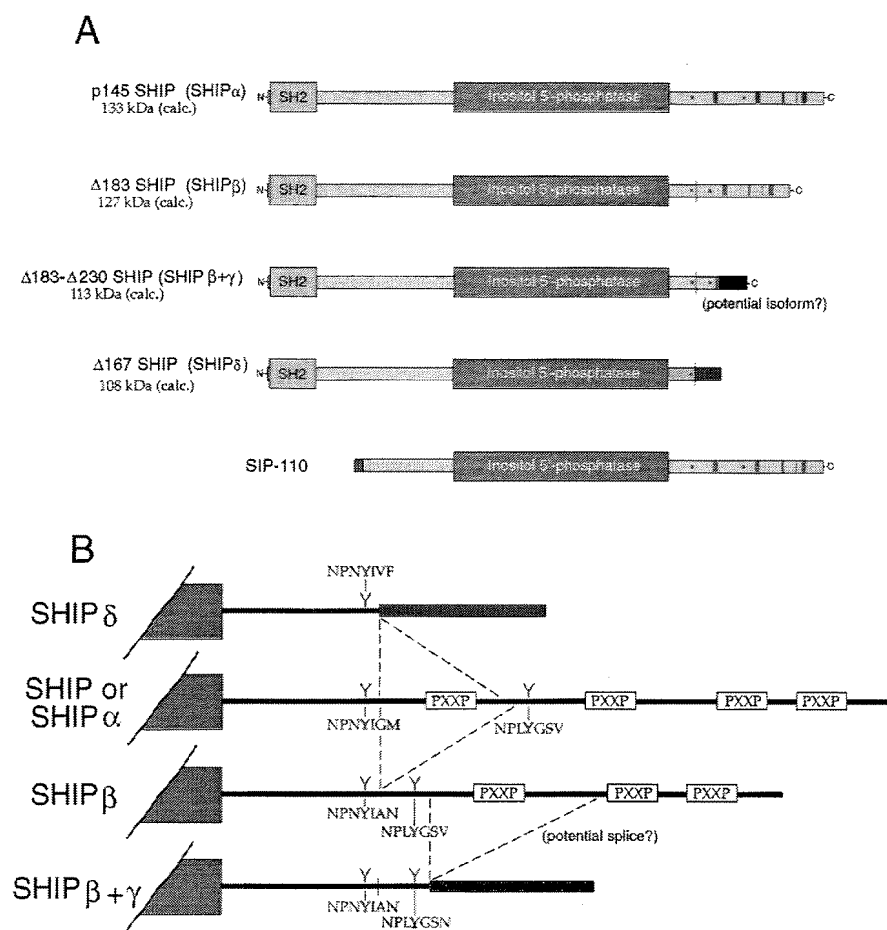 A
p145 SHIP (SHIPα)
133 kDa (calc.)
N SH2 Inositol 5'-phosphatase C
Δ183 SHIP (SHIPβ)
127 kDa (calc.)
N SH2 Inositol 5'-phosphatase C
Δ183-Δ230 SHIP (SHIP β+γ)
113 kDa (calc.)
N SH2 Inositol 5'-phosphatase C
(potential isoform?)
Δ167 SHIP (SHIPδ)
108 kDa (calc.)
N SH2 Inositol 5'-phosphatase
SIP-110
Inositol 5'-phosphatase C
B
NPNYIVF
Y
SHIP δ
SHIP or
SHIP α
Y PXXP Y PXXP PXXP PXXP
NPNYIGM NPLYGSV
SHIP β
Y Y PXXP PXXP PXXP
NPNYIAN NPLYGSV
(potential splice?)
SHIP β+γ
Y Y
NPNYIAN NPLYGSN